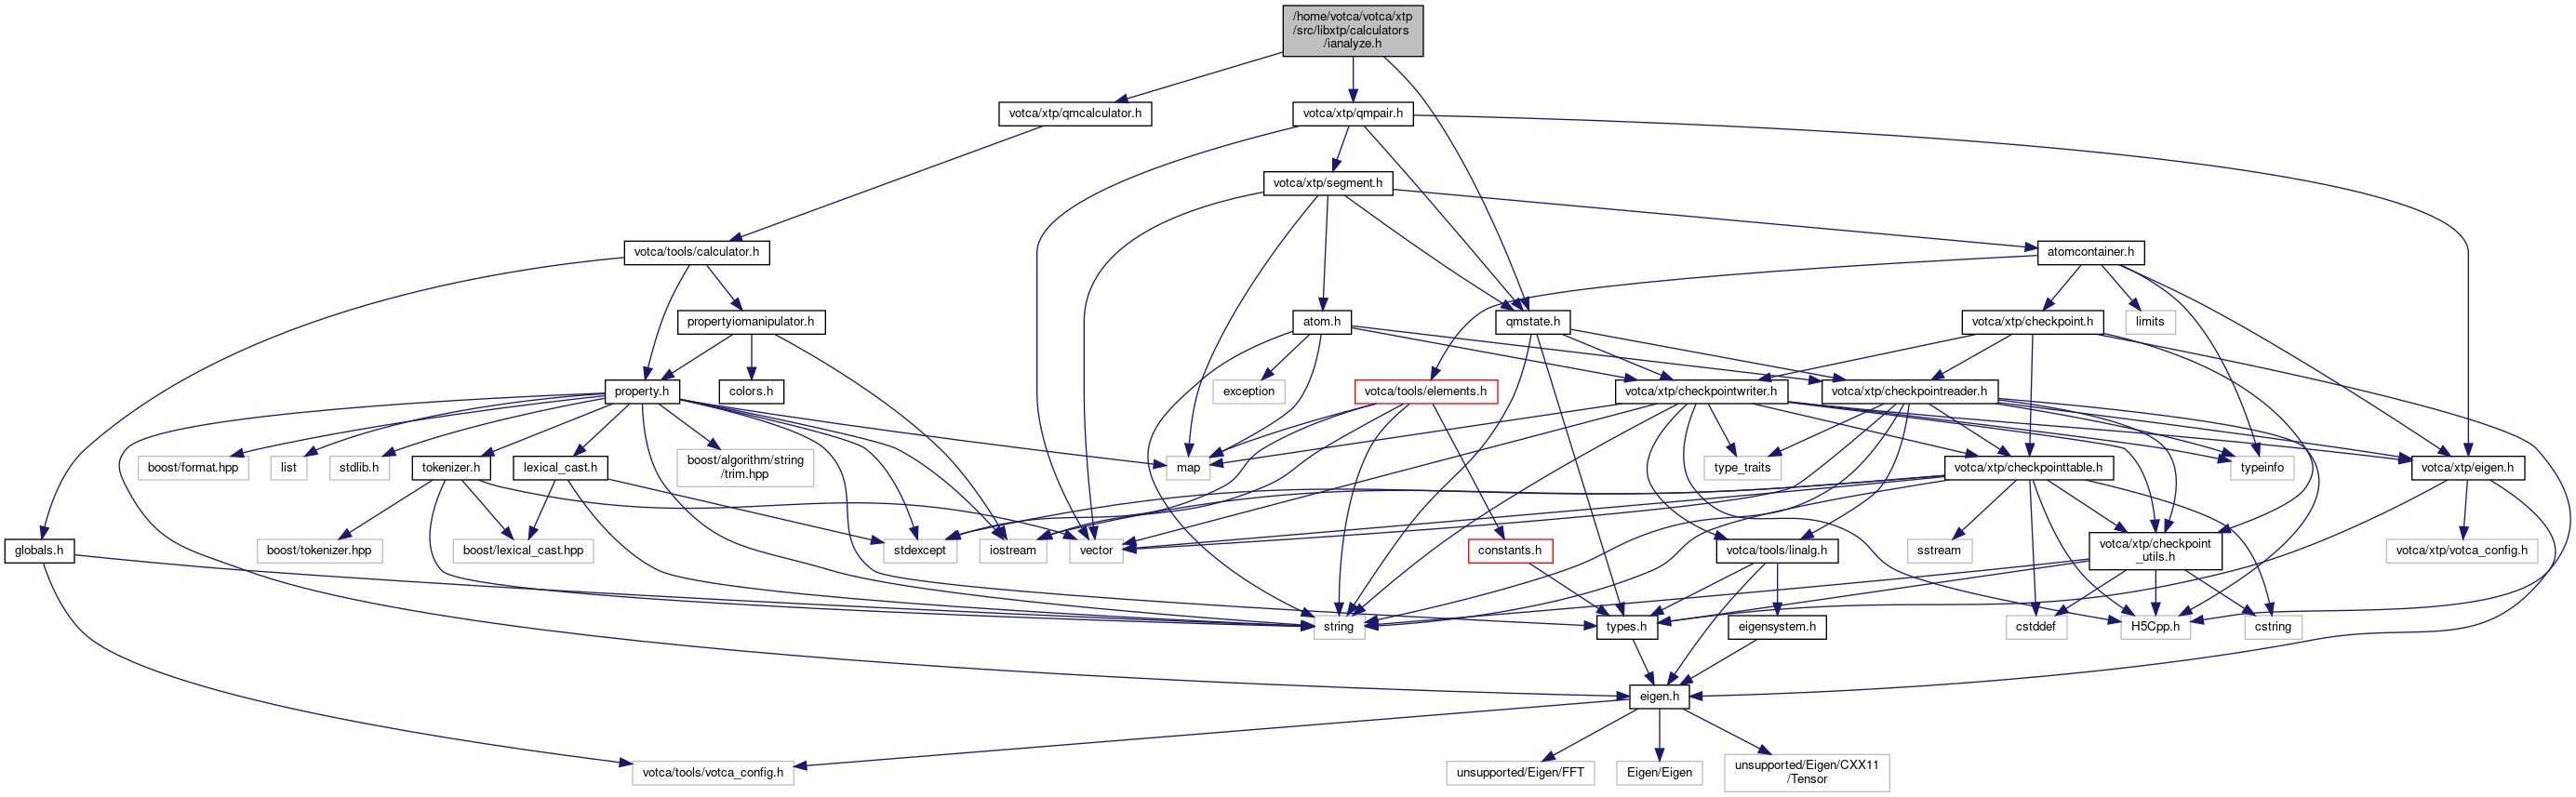 /home/votca/votca/xtp
/src/libxtp/calculators
/ianalyze.h
votca/xtp/qmcalculator.h
votca/xtp/qmpair.h
votca/xtp/segment.h
votca/tools/calculator.h
atomcontainer.h
propertyiomanipulator.h
atom.h
qmstate.h
votca/xtp/checkpoint.h
limits
property.h
colors.h
exception
votca/tools/elements.h
votca/xtp/checkpointwriter.h
votca/xtp/checkpointreader.h
boost/format.hpp
list
stdlib.h
tokenizer.h
lexical_cast.h
boost/algorithm/string
/trim.hpp
map
type_traits
votca/xtp/checkpointtable.h
typeinfo
votca/xtp/eigen.h
globals.h
boost/tokenizer.hpp
boost/lexical_cast.hpp
stdexcept
iostream
vector
constants.h
votca/tools/linalg.h
sstream
votca/xtp/checkpoint
_utils.h
votca/xtp/votca_config.h
string
types.h
eigensystem.h
cstddef
H5Cpp.h
cstring
eigen.h
votca/tools/votca_config.h
unsupported/Eigen/FFT
Eigen/Eigen
unsupported/Eigen/CXX11
/Tensor